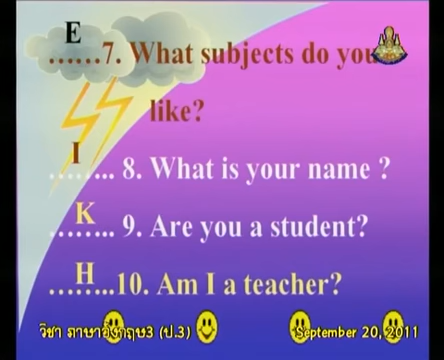 E
......7. What subjects do you
like?
I
........ 8. What is your name ?
K
........ 9. Are you a student?
H
........10. Am I a teacher?
วิชา ภาษาอังกฤษ3 (ป.3) September 20, 2011